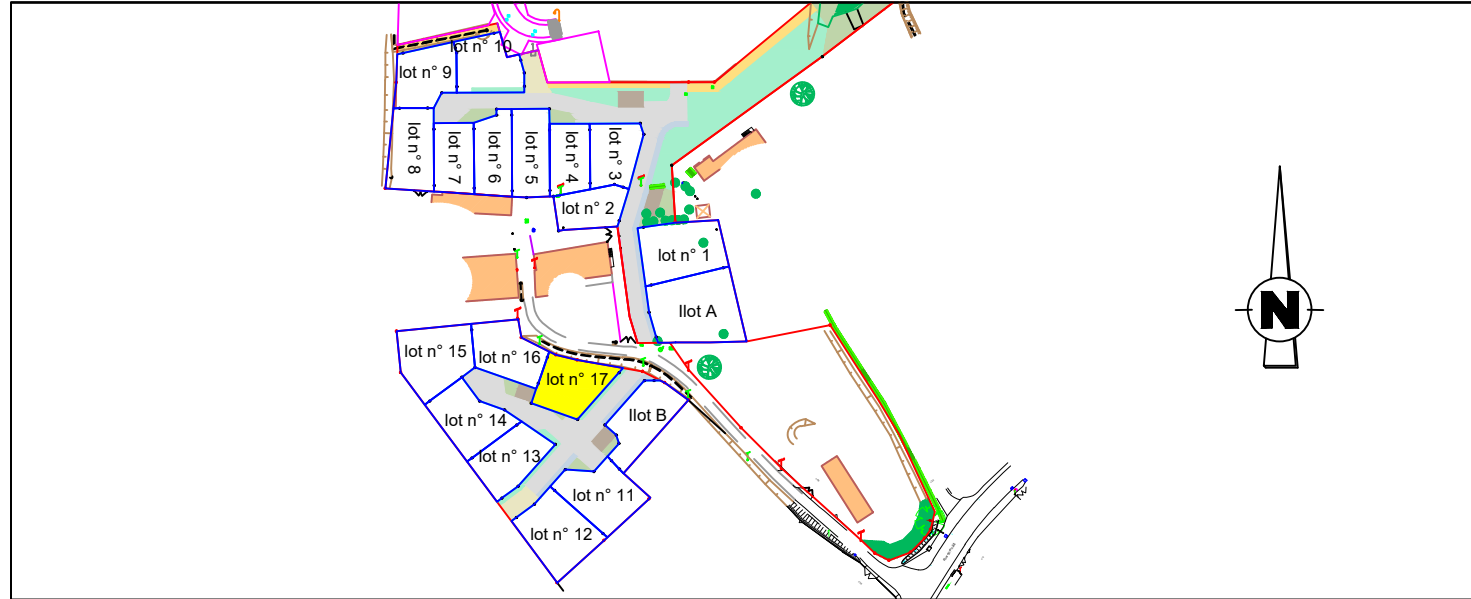 lot n° 10
lot n° 9
lot n° 8
lot n° 7
lot n° 6
lot n° 5
lot n° 4
lot n° 3
lot n° 2
lot n° 1
Ilot A
N
lot n° 15
lot n° 16
lot n° 17
Ilot B
lot n° 14
lot n° 13
lot n° 11
lot n° 12